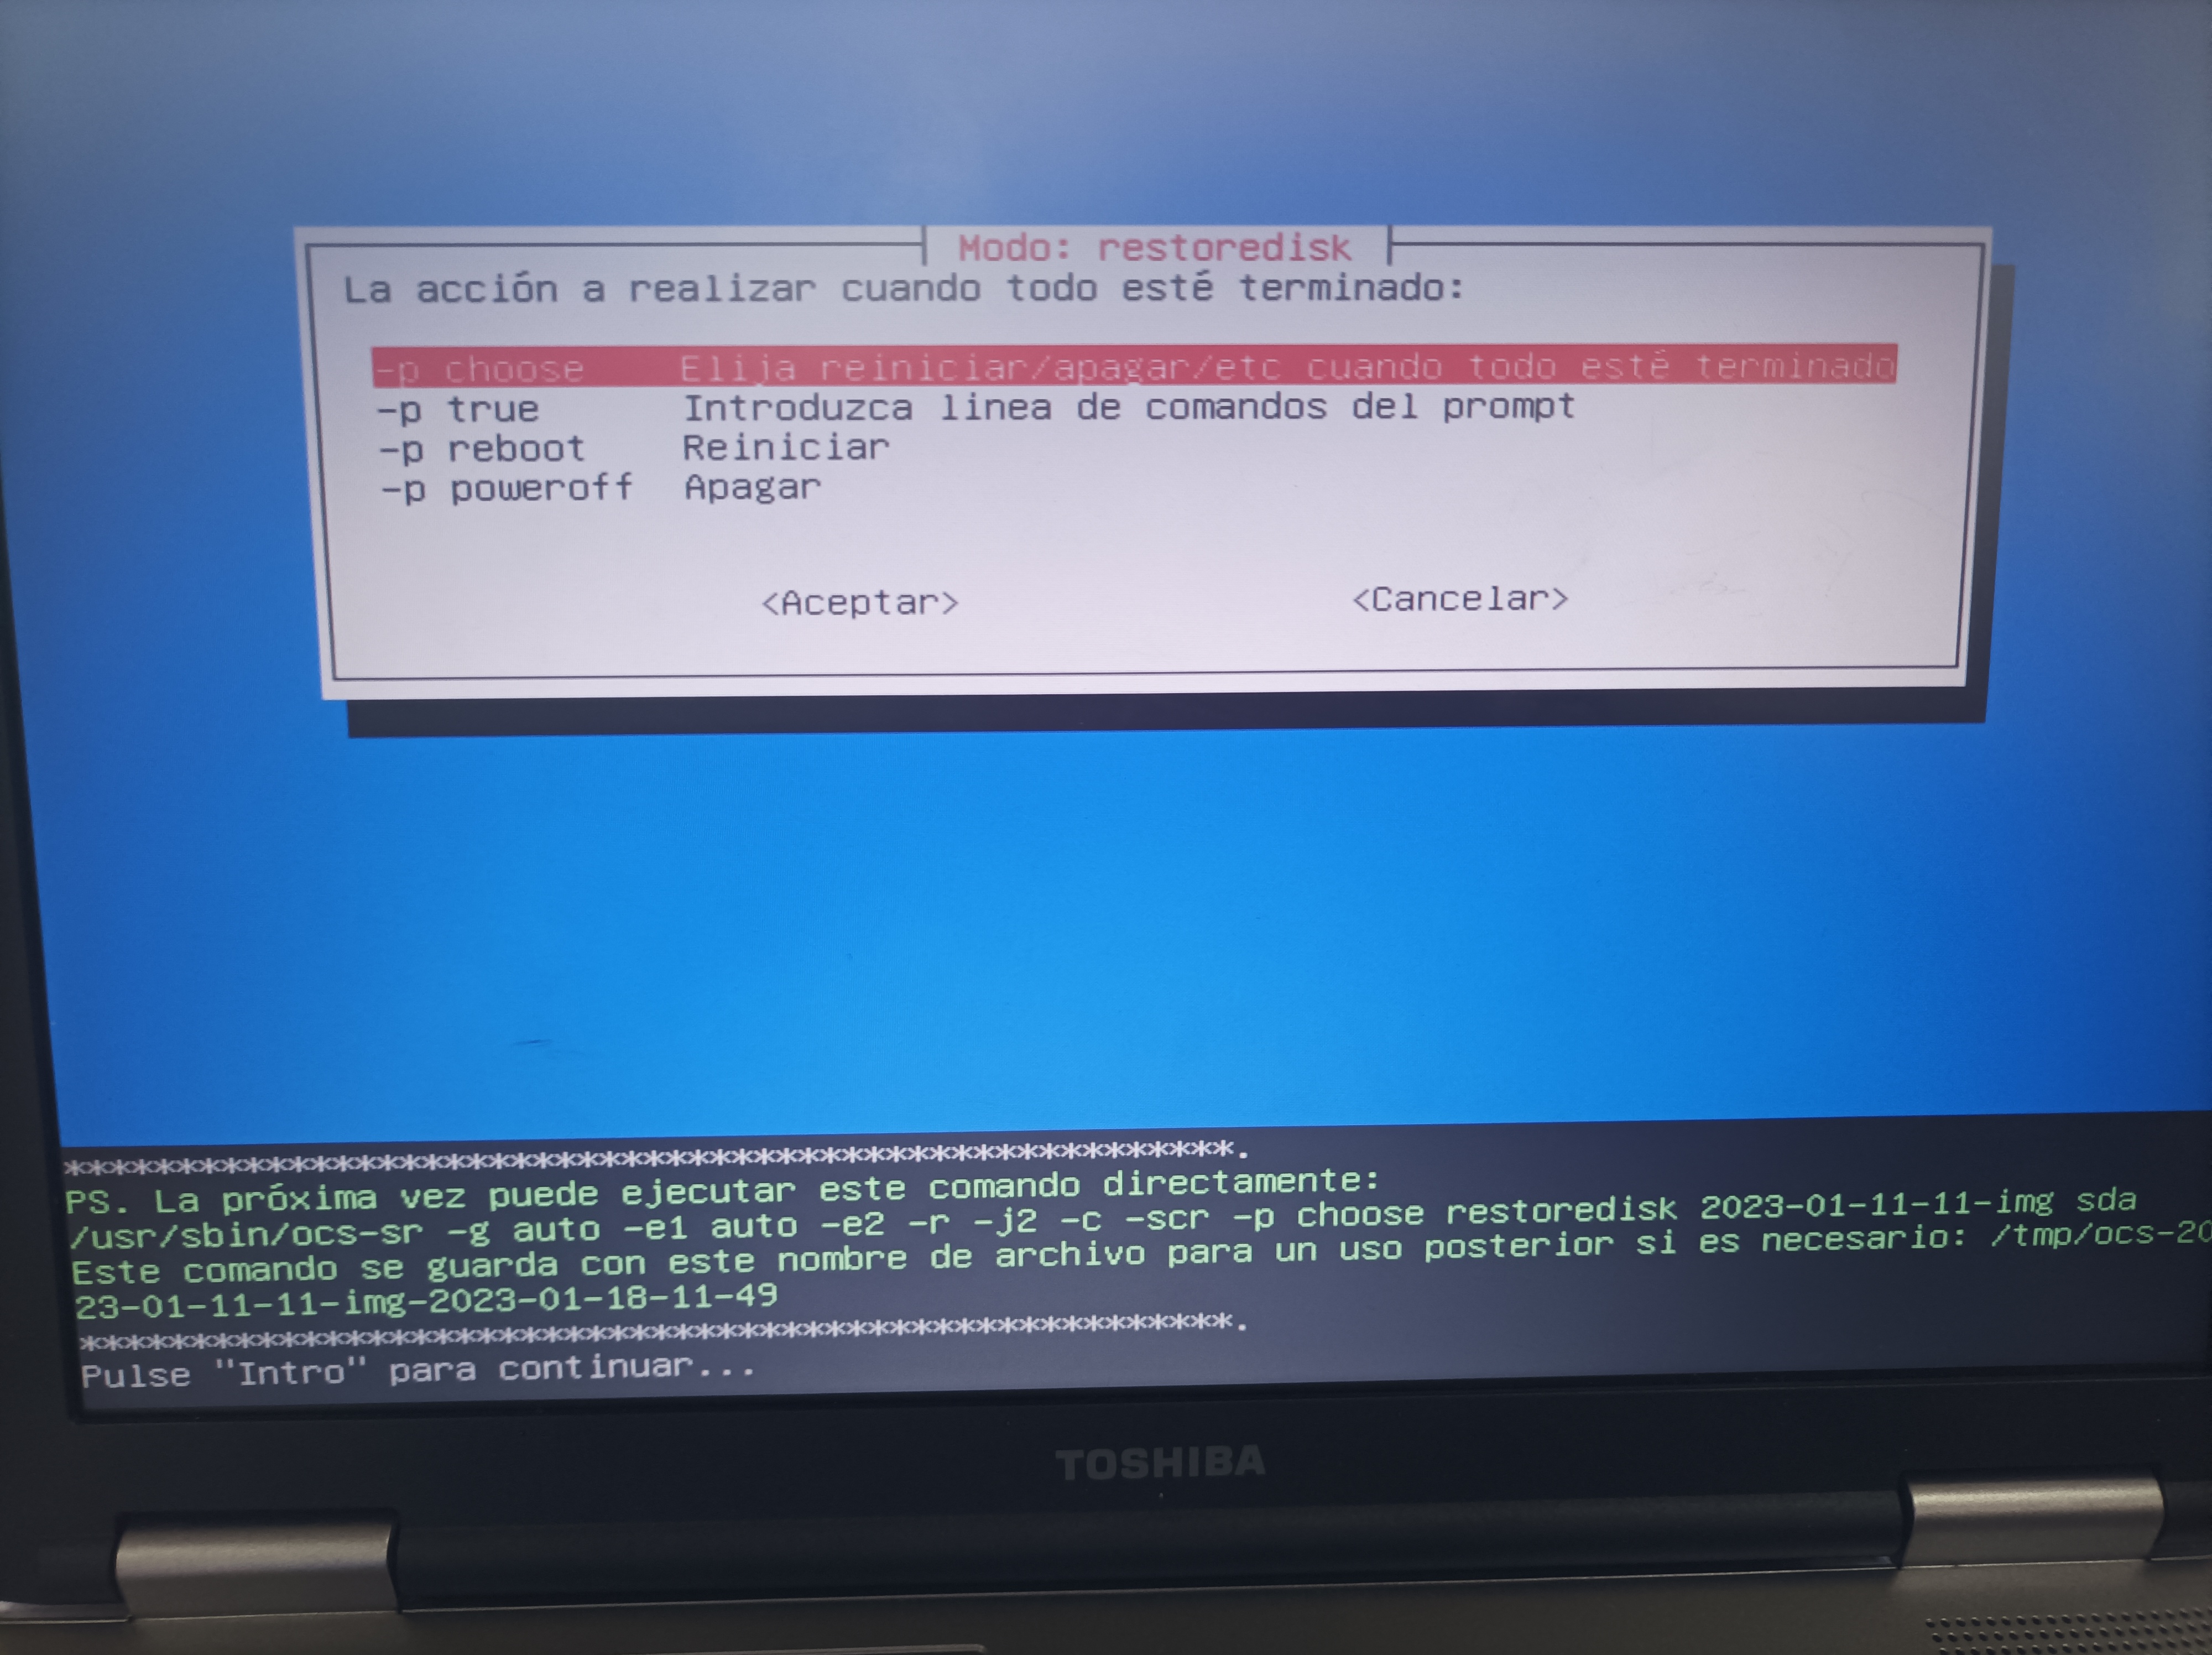 Modo: restoredisk
La acción a realizar cuando todo esté terminado:
-p choose Elija reiniciar/apagar/etc cuando todo esté terminado
-p true Introduzca linea de comandos del prompt
-p reboot Reiniciar
-p poweroff Apagar
<Aceptar> <Cancelar>
*****************************************************.
PS. La próxima vez puede ejecutar este comando directamente:
/usr/sbin/ocs-sr -g auto -e1 auto -e2 -r -j2 -c -scr -p choose restoredisk 2023-01-11-11-img sda
Este comando se guarda con este nombre de archivo para un uso posterior si es necesario: /tmp/ocs-20
23-01-11-11-img-2023-01-18-11-49
*****************************************************.
Pulse "Intro" para continuar...
TOSHIBA